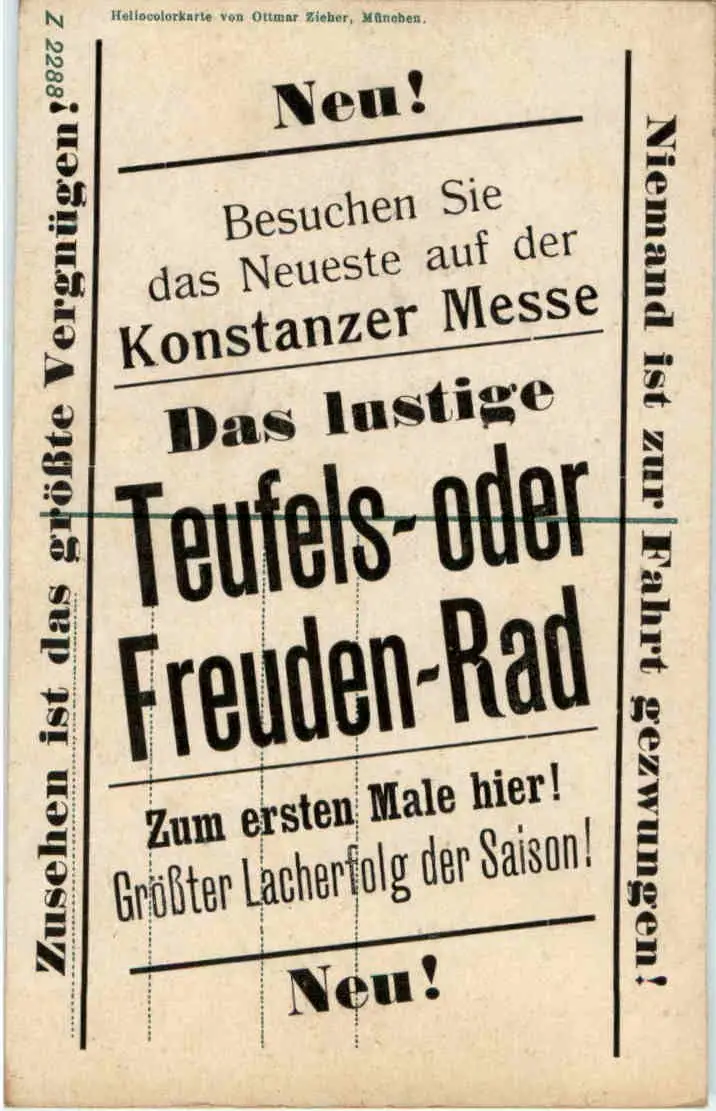 Heliocolorkarte von Ottmar Zieher, München.
Z 2288
Neu!
Besuchen Sie
das Neueste auf der
Konstanzer Messe
Das lustige
Teufels- oder
Freuden-Rad
Zum ersten Male hier!
Größter Lacherfolg der Saison!
Neu!
Zusehen ist das größte Vergnügen!
Niemand ist zur Fahrt gezwungen!